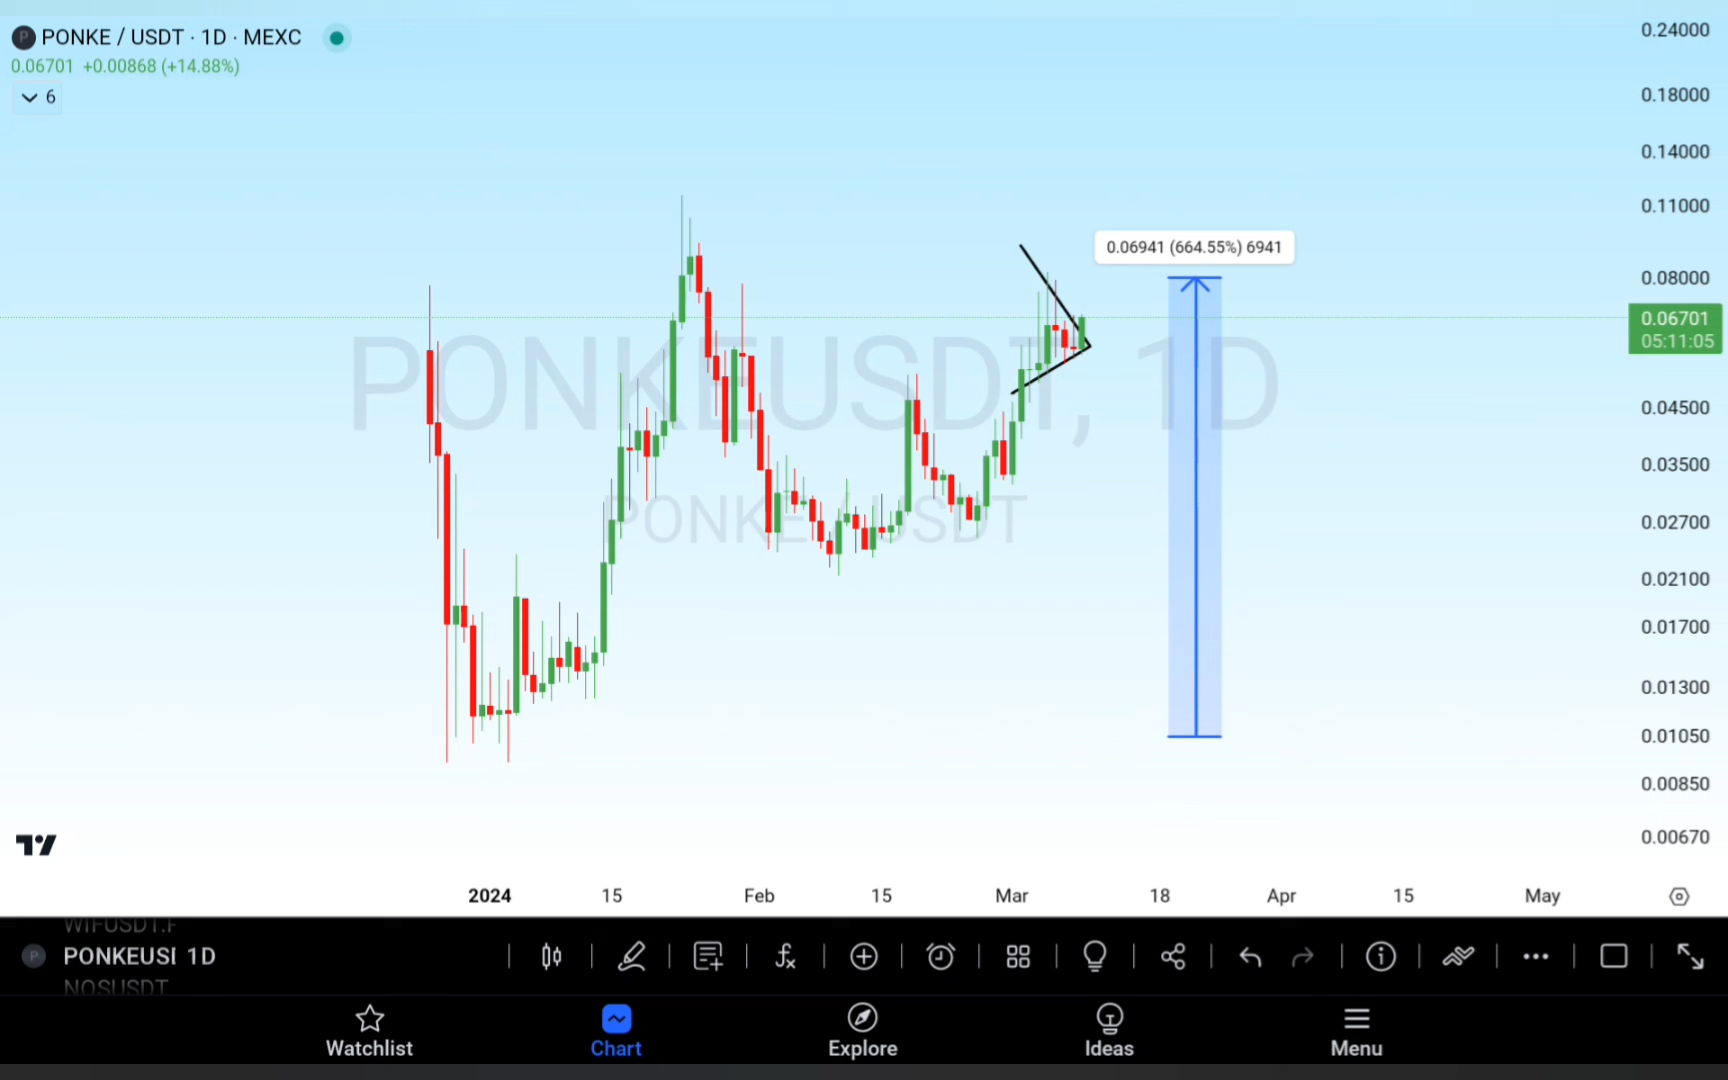 PONKE / USDT · 1D · MEXC
0.06701 +0.00868 (+14.88%)
6
PONKEUSDT, 1D
PONKE / USDT
0.06941 (664.55%) 6941
0.24000
0.18000
0.14000
0.11000
0.08000
0.06701
05:11:05
0.04500
0.03500
0.02700
0.02100
0.01700
0.01300
0.01050
0.00850
0.00670
2024 15 Feb 15 Mar 18 Apr 15 May
WIFUSDT.F
P PONKEUSI 1D
NOSUSDT
Watchlist Chart Explore Ideas Menu